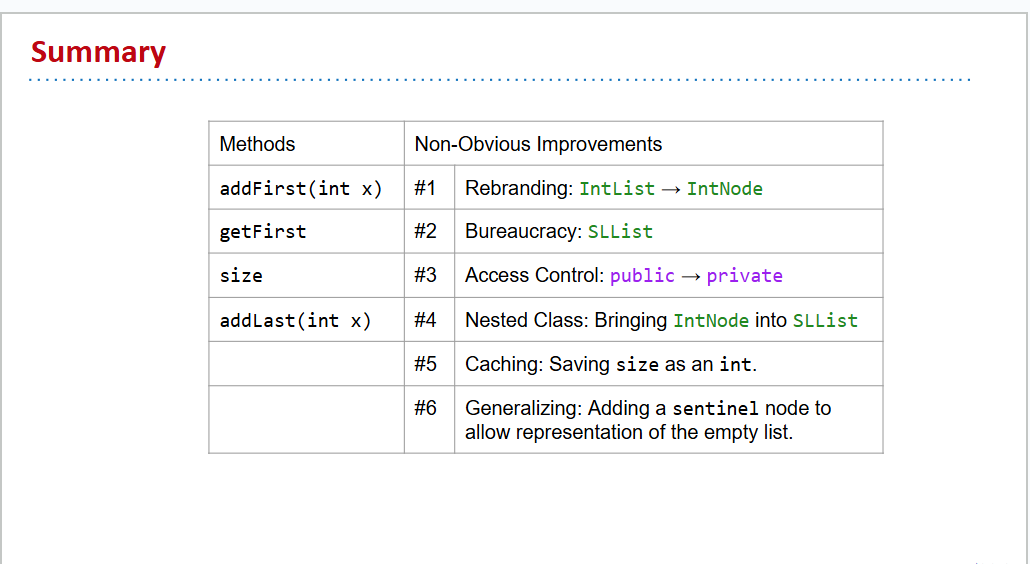 Summary
Methods Non-Obvious Improvements
addFirst(int x) #1 Rebranding: IntList → IntNode
getFirst #2 Bureaucracy: SLList
size #3 Access Control: public → private
addLast(int x) #4 Nested Class: Bringing IntNode into SLList
#5 Caching: Saving size as an int.
#6 Generalizing: Adding a sentinel node to
allow representation of the empty list.